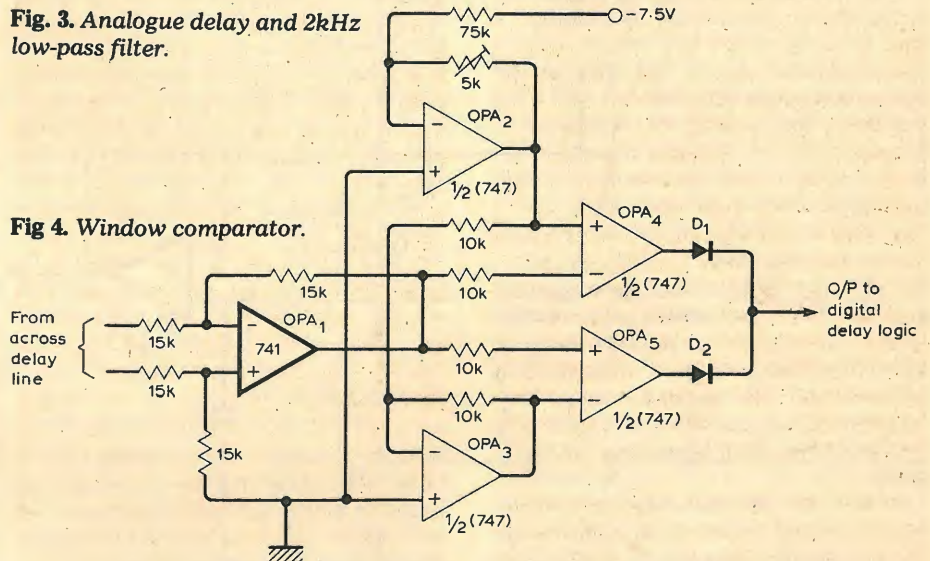 Fig. 3. Analogue delay and 2kHz
low-pass filter.
75k
-7.5V
5k
OPA2
-
+
1/2 (747)
Fig 4. Window comparator.
10k
OPA4
D1
+
-
1/2 (747)
15k
10k
From
across
delay
line
15k
15k
OPA1
-
741
+
10k
OPA5
D2
+
-
1/2 (747)
O/P to
digital
delay logic
10k
15k
OPA3
-
+
1/2 (747)